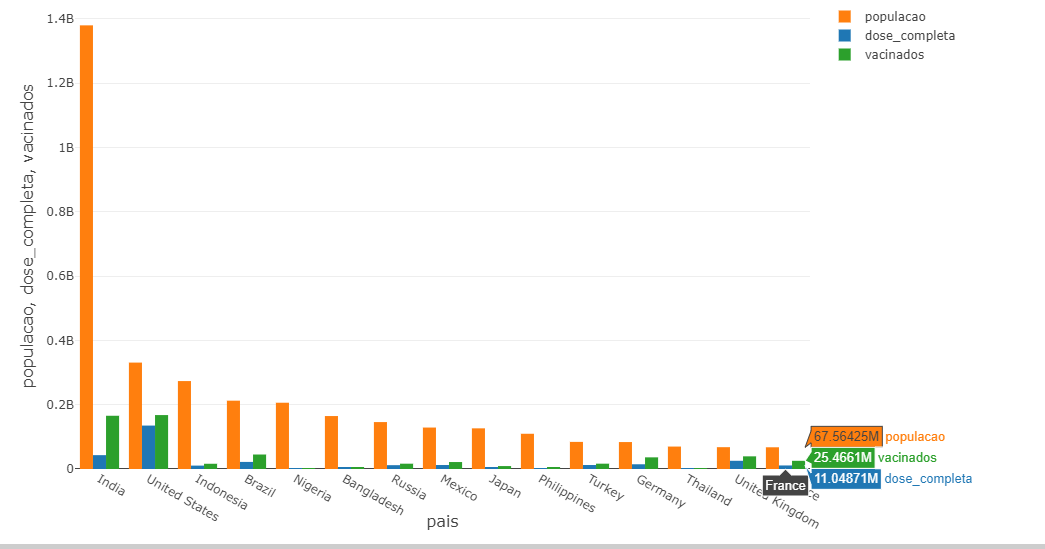 populacao
dose_completa
vacinados
1.4B
1.2B
1B
0.8B
0.6B
0.4B
0.2B
0
populacao, dose_completa, vacinados
67.56425M populacao
25.4661M vacinados
11.04871M dose_completa
France
India
United States
Indonesia
Brazil
Nigeria
Bangladesh
Russia
Mexico
Japan
Philippines
Turkey
Germany
Thailand
United Kingdom
pais